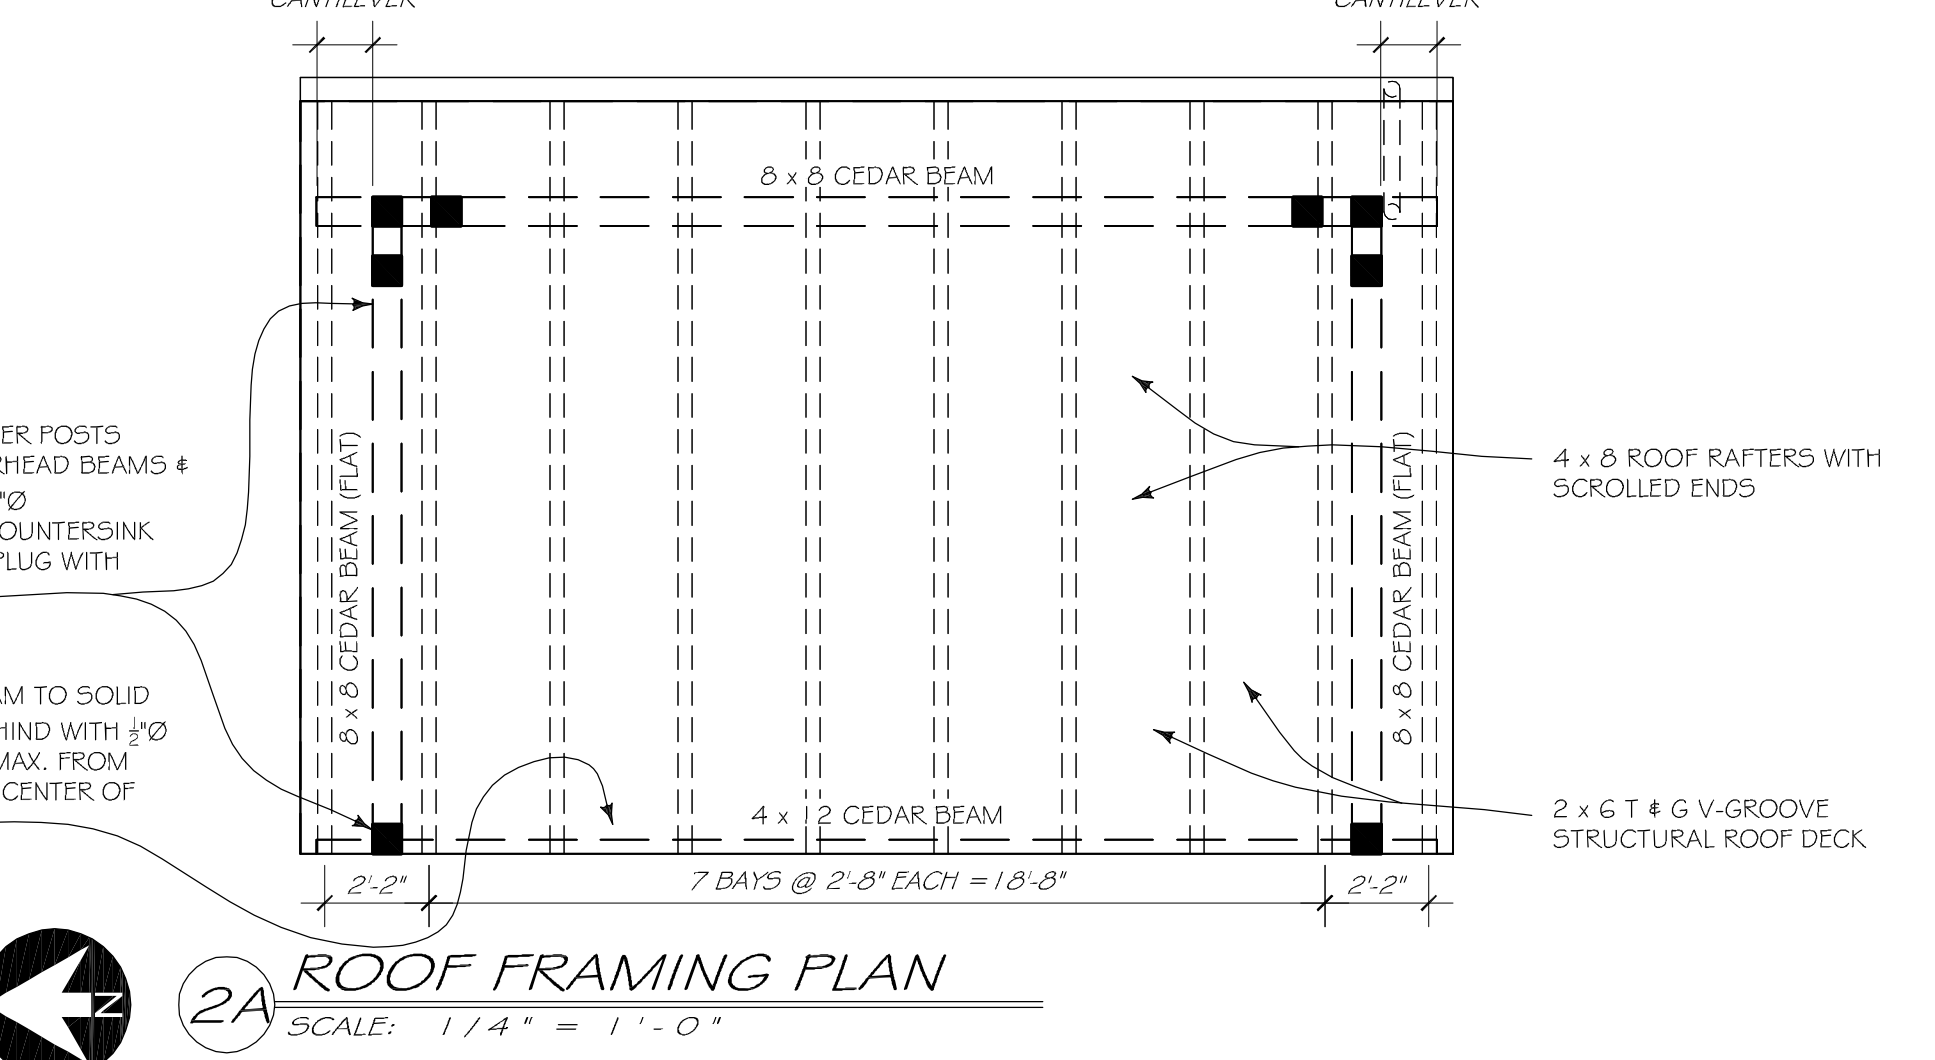 CANTILEVER
CANTILEVER
8 x 8 CEDAR BEAM
ER POSTS
RHEAD BEAMS &
"Ø
OUNTERSINK
PLUG WITH
8 x 8 CEDAR BEAM (FLAT)
8 x 8 CEDAR BEAM (FLAT)
4 x 8 ROOF RAFTERS WITH
SCROLLED ENDS
AM TO SOLID
HIND WITH ½"Ø
MAX. FROM
CENTER OF
4 x 12 CEDAR BEAM
2 x 6 T & G V-GROOVE
STRUCTURAL ROOF DECK
2'-2" 7 BAYS @ 2'-8" EACH = 18'-8" 2'-2"
N
2A ROOF FRAMING PLAN
SCALE: 1/4" = 1'-0"